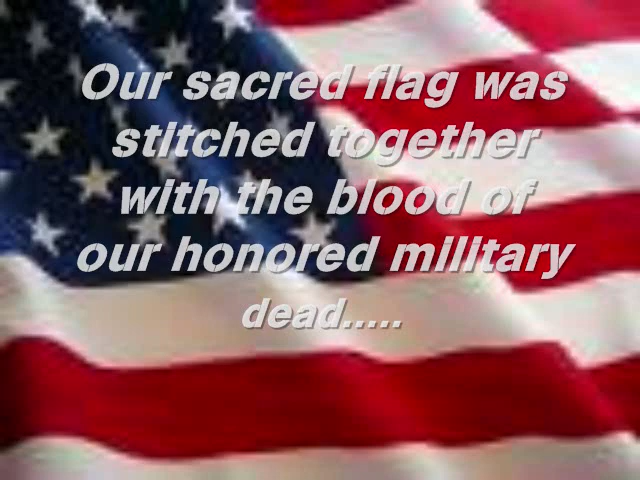 Our sacred flag was
stitched together
with the blood of
our honored military
dead.....